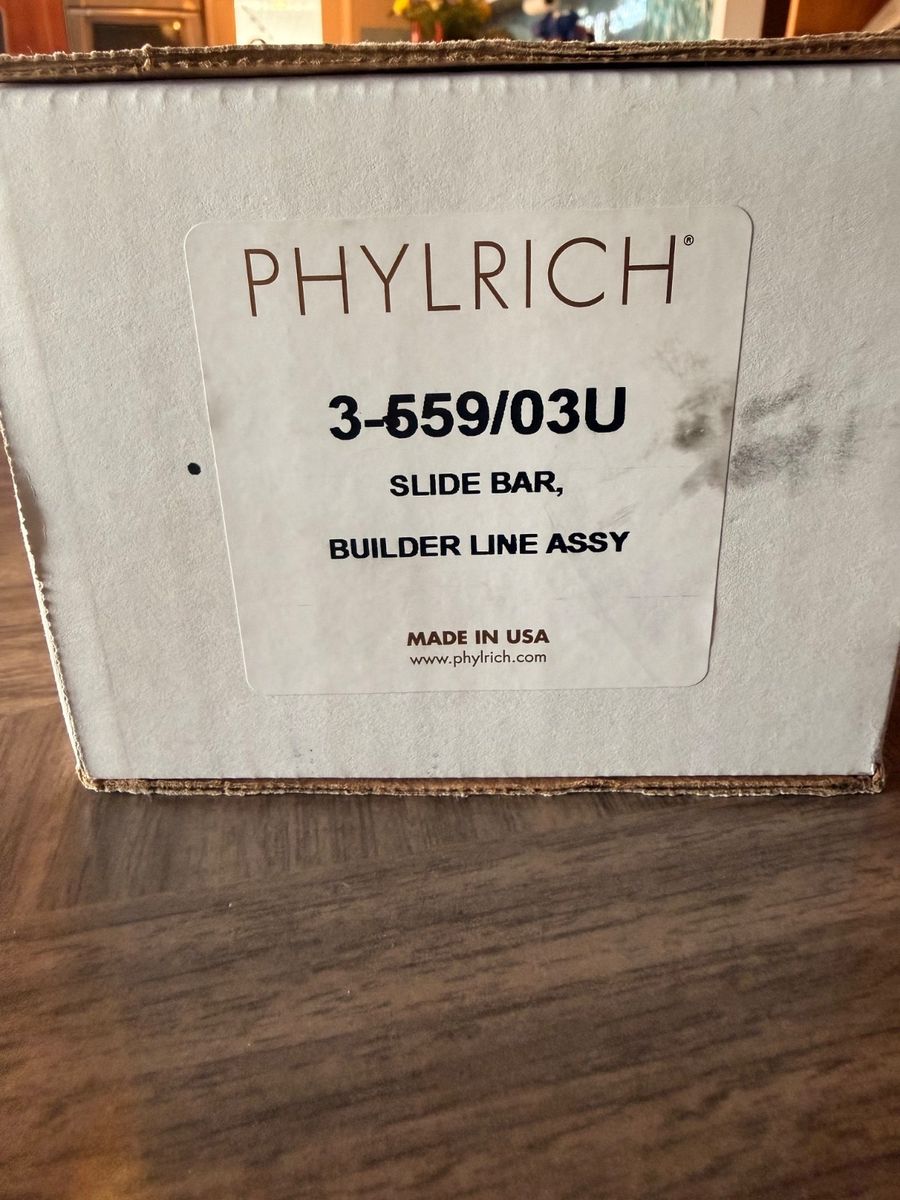 PHYLRICH®
3-559/03U
SLIDE BAR,
BUILDER LINE ASSY
MADE IN USA
www.phylrich.com